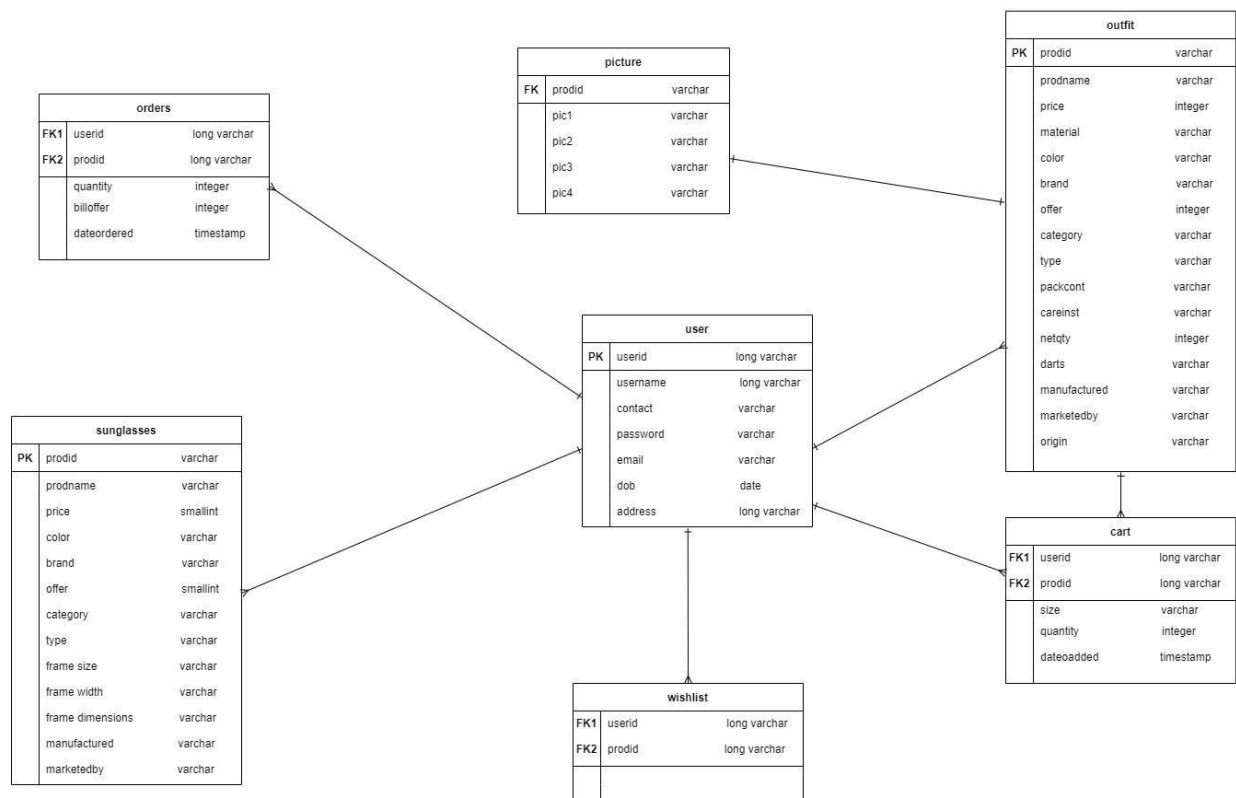 outfit
PK prodid varchar
prodname varchar
price integer
material varchar
color varchar
brand varchar
offer integer
category varchar
type varchar
packcont varchar
careinst varchar
netqty integer
darts varchar
manufactured varchar
marketedby varchar
origin varchar
picture
FK prodid varchar
pic1 varchar
pic2 varchar
pic3 varchar
pic4 varchar
orders
FK1 userid long varchar
FK2 prodid long varchar
quantity integer
billoffer integer
dateordered timestamp
user
PK userid long varchar
username long varchar
contact varchar
password varchar
email varchar
dob date
address long varchar
sunglasses
PK prodid varchar
prodname varchar
price smallint
color varchar
brand varchar
offer smallint
category varchar
type varchar
frame size varchar
frame width varchar
frame dimensions varchar
manufactured varchar
marketedby varchar
cart
FK1 userid long varchar
FK2 prodid long varchar
size varchar
quantity integer
dateoadded timestamp
wishlist
FK1 userid long varchar
FK2 prodid long varchar